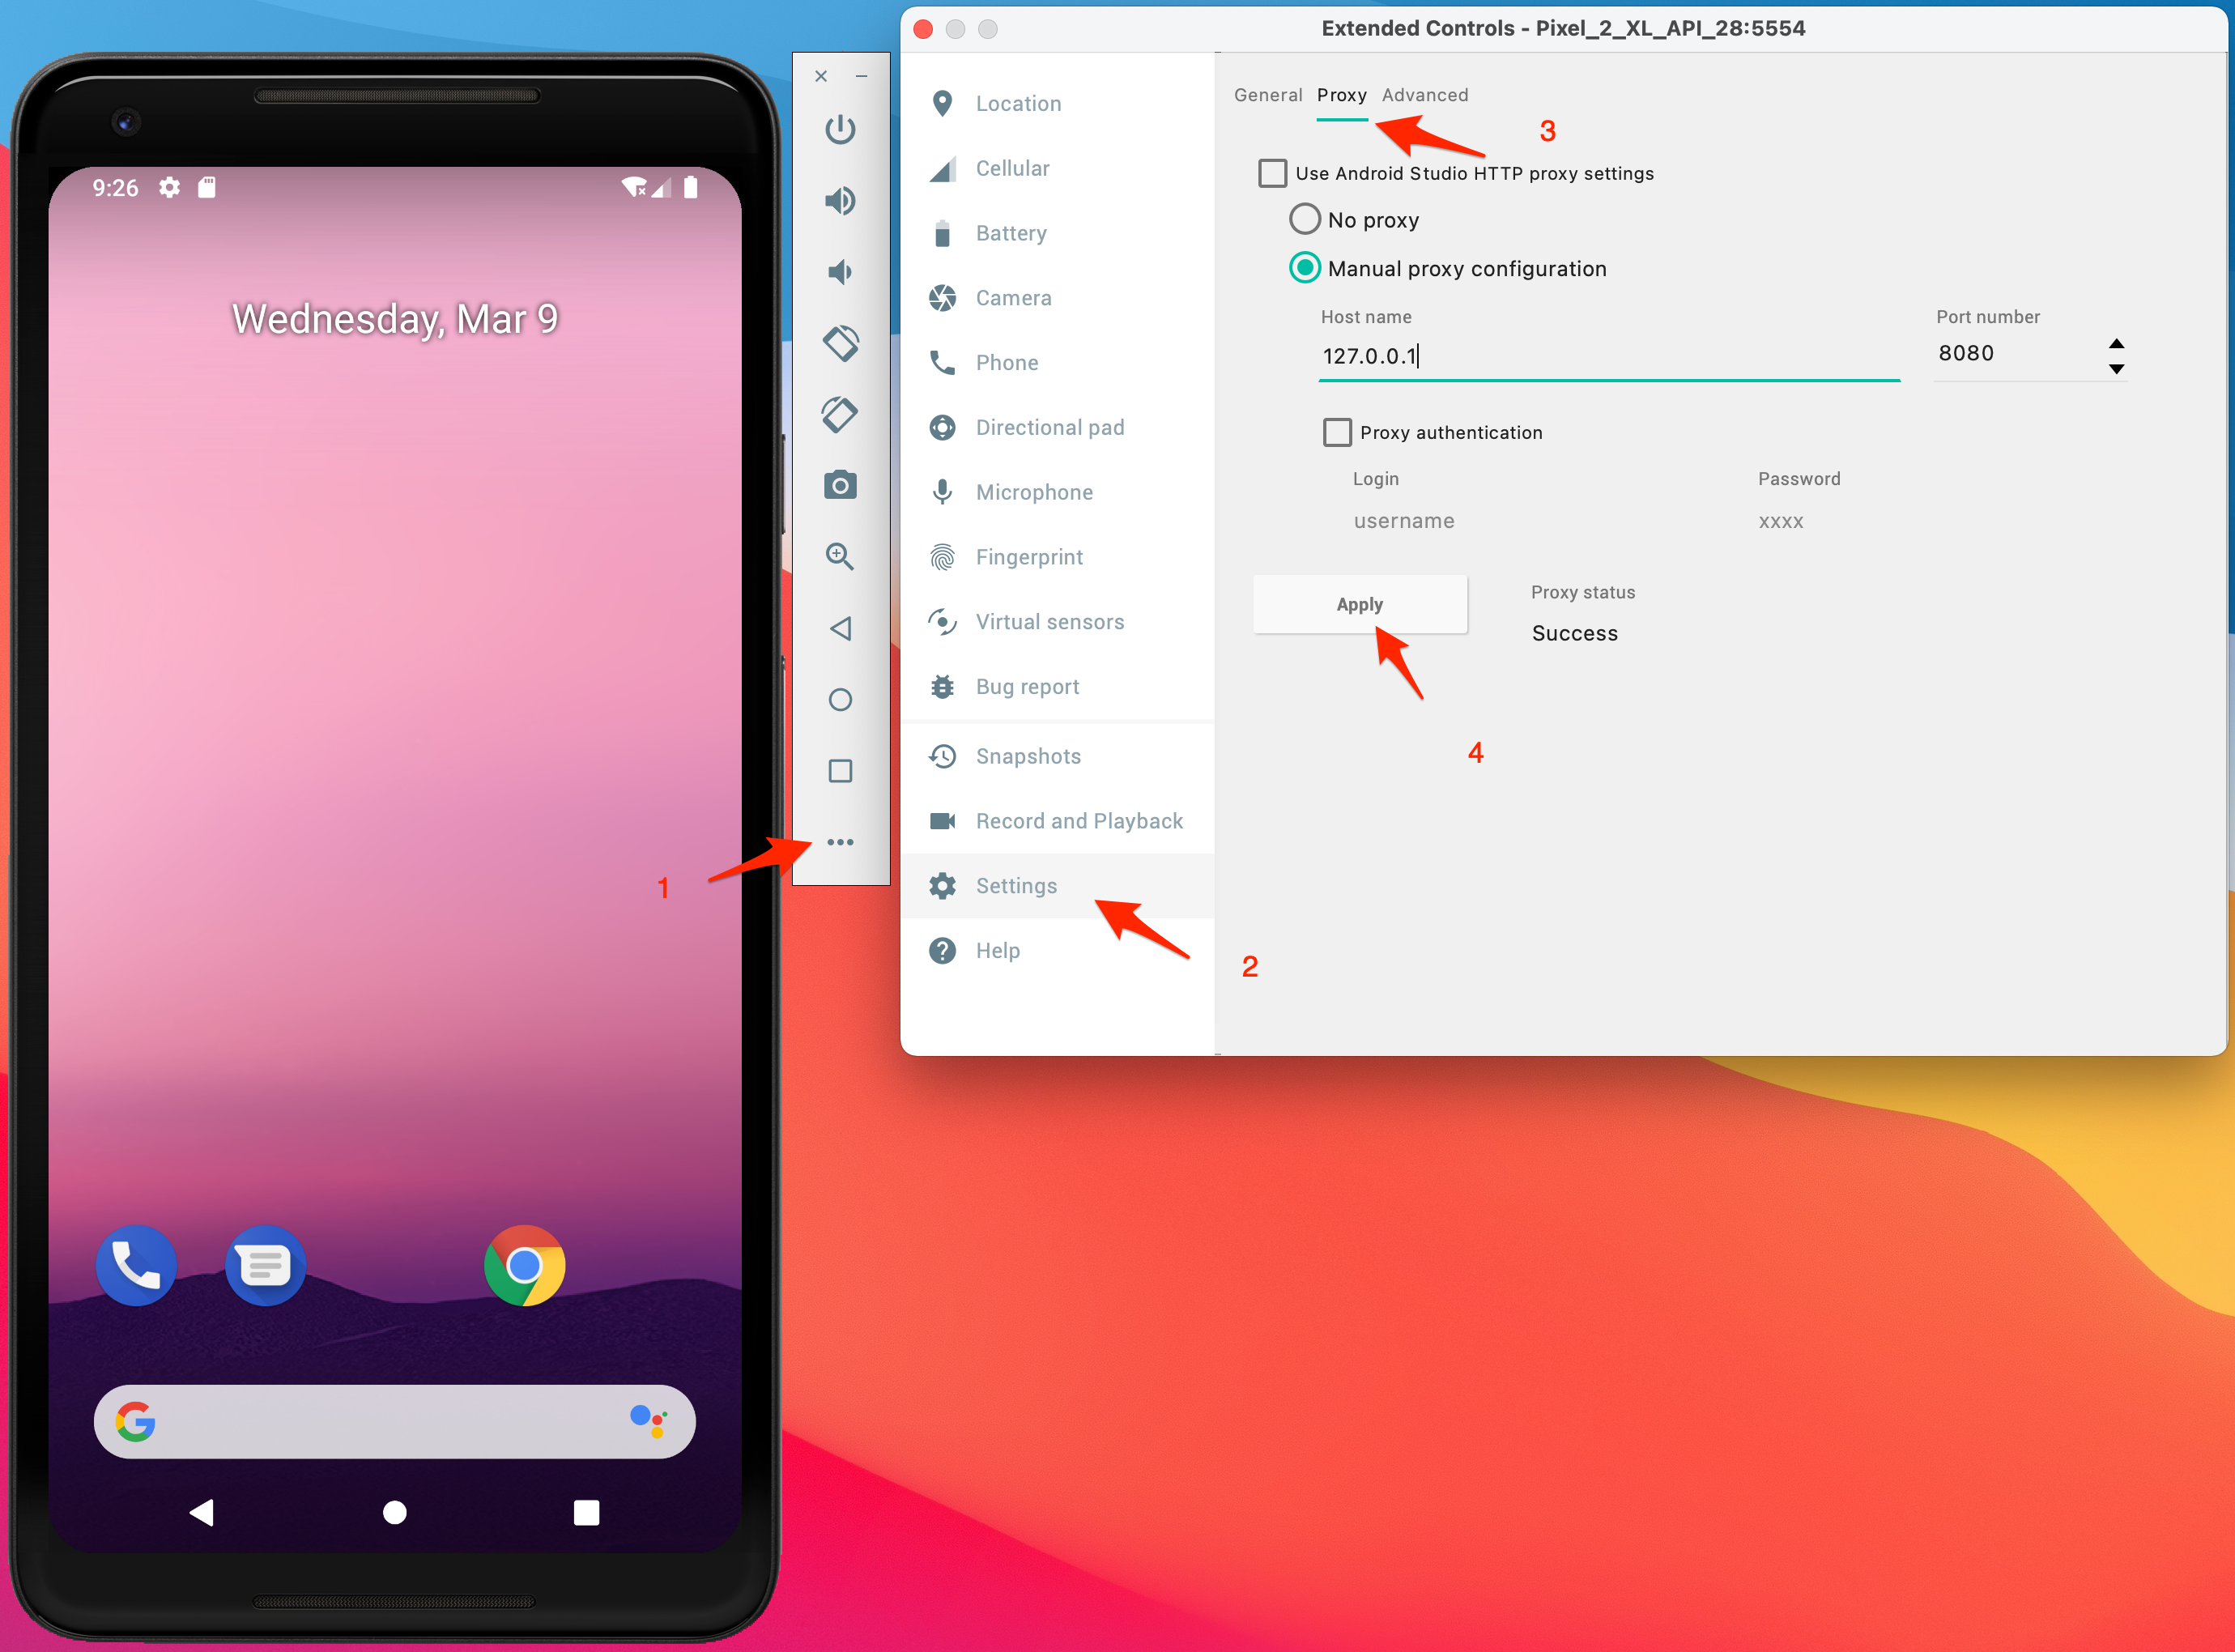 Extended Controls - Pixel_2_XL_API_28:5554
9:26
Wednesday, Mar 9
1
Location
Cellular
Battery
Camera
Phone
Directional pad
Microphone
Fingerprint
Virtual sensors
Bug report
Snapshots
Record and Playback
Settings
Help
2
General Proxy Advanced
3
Use Android Studio HTTP proxy settings
No proxy
Manual proxy configuration
Host name Port number
127.0.0.1 8080
Proxy authentication
Login Password
username xxxx
Apply
Proxy status
Success
4